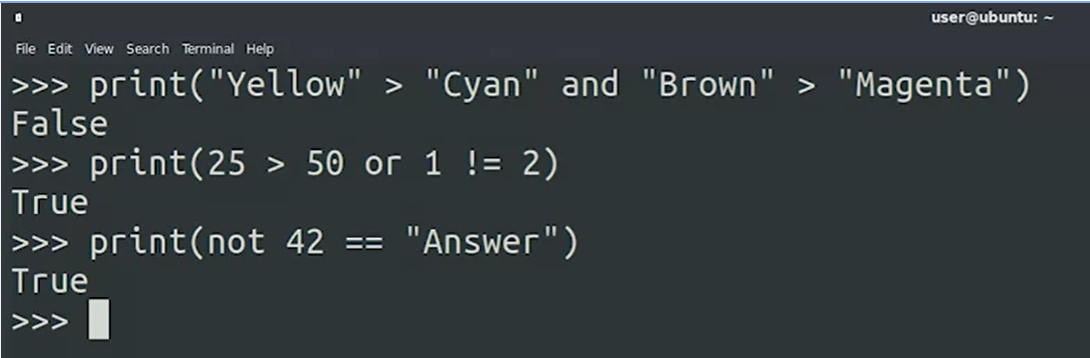 user@ubuntu: ~
File Edit View Search Terminal Help
>>> print("Yellow" > "Cyan" and "Brown" > "Magenta")
False
>>> print(25 > 50 or 1 != 2)
True
>>> print(not 42 == "Answer")
True
>>>